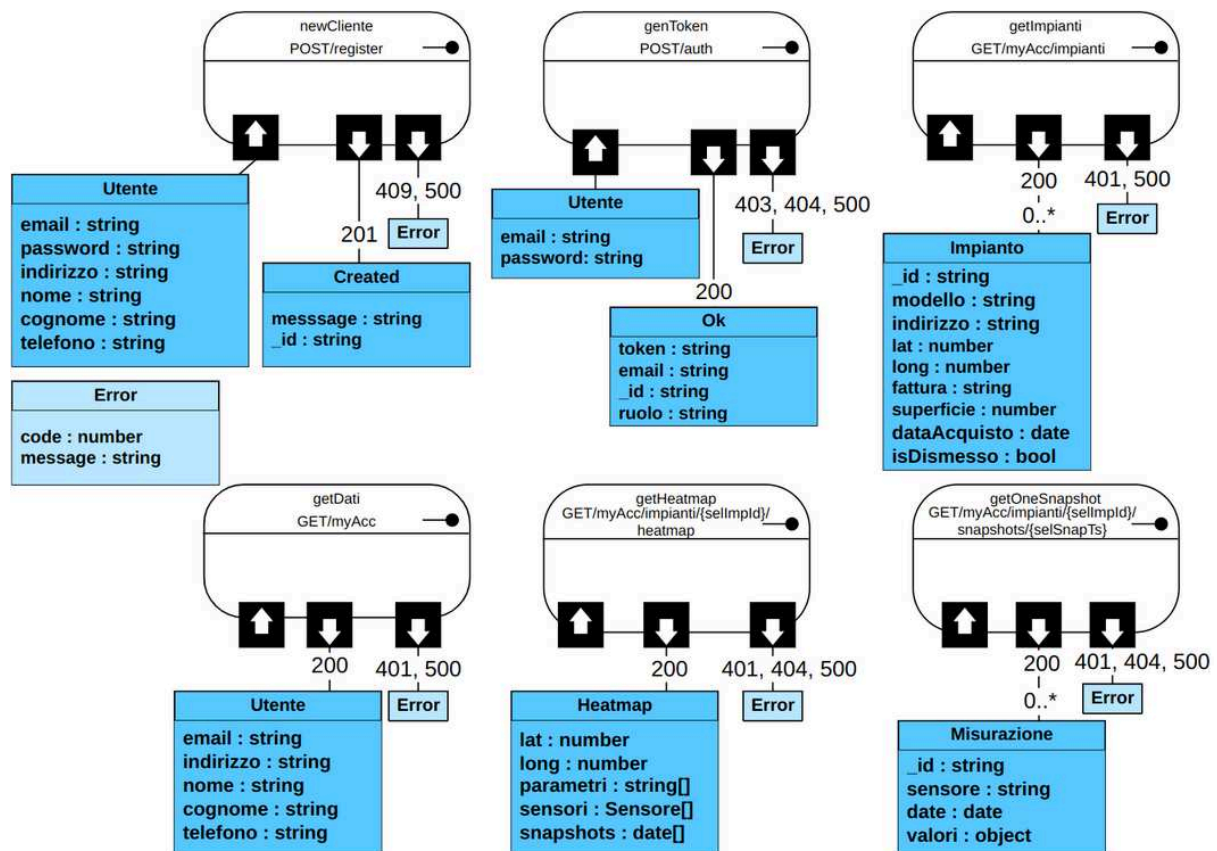 newCliente
POST/register
409, 500
Error
201
Utente
email : string
password : string
indirizzo : string
nome : string
cognome : string
telefono : string
Created
messsage : string
_id : string
Error
code : number
message : string
genToken
POST/auth
Utente
email : string
password: string
403, 404, 500
Error
200
Ok
token : string
email : string
_id : string
ruolo : string
getImpianti
GET/myAcc/impianti
200
0..*
401, 500
Error
Impianto
_id : string
modello : string
indirizzo : string
lat : number
long : number
fattura : string
superficie : number
dataAcquisto : date
isDismesso : bool
getDati
GET/myAcc
200
401, 500
Error
Utente
email : string
indirizzo : string
nome : string
cognome : string
telefono : string
getHeatmap
GET/myAcc/impianti/{selImpId}/
heatmap
200
401, 404, 500
Error
Heatmap
lat : number
long : number
parametri : string[]
sensori : Sensore[]
snapshots : date[]
getOneSnapshot
GET/myAcc/impianti/{selImpId}/
snapshots/{selSnapTs}
200
0..*
401, 404, 500
Error
Misurazione
_id : string
sensore : string
date : date
valori : object